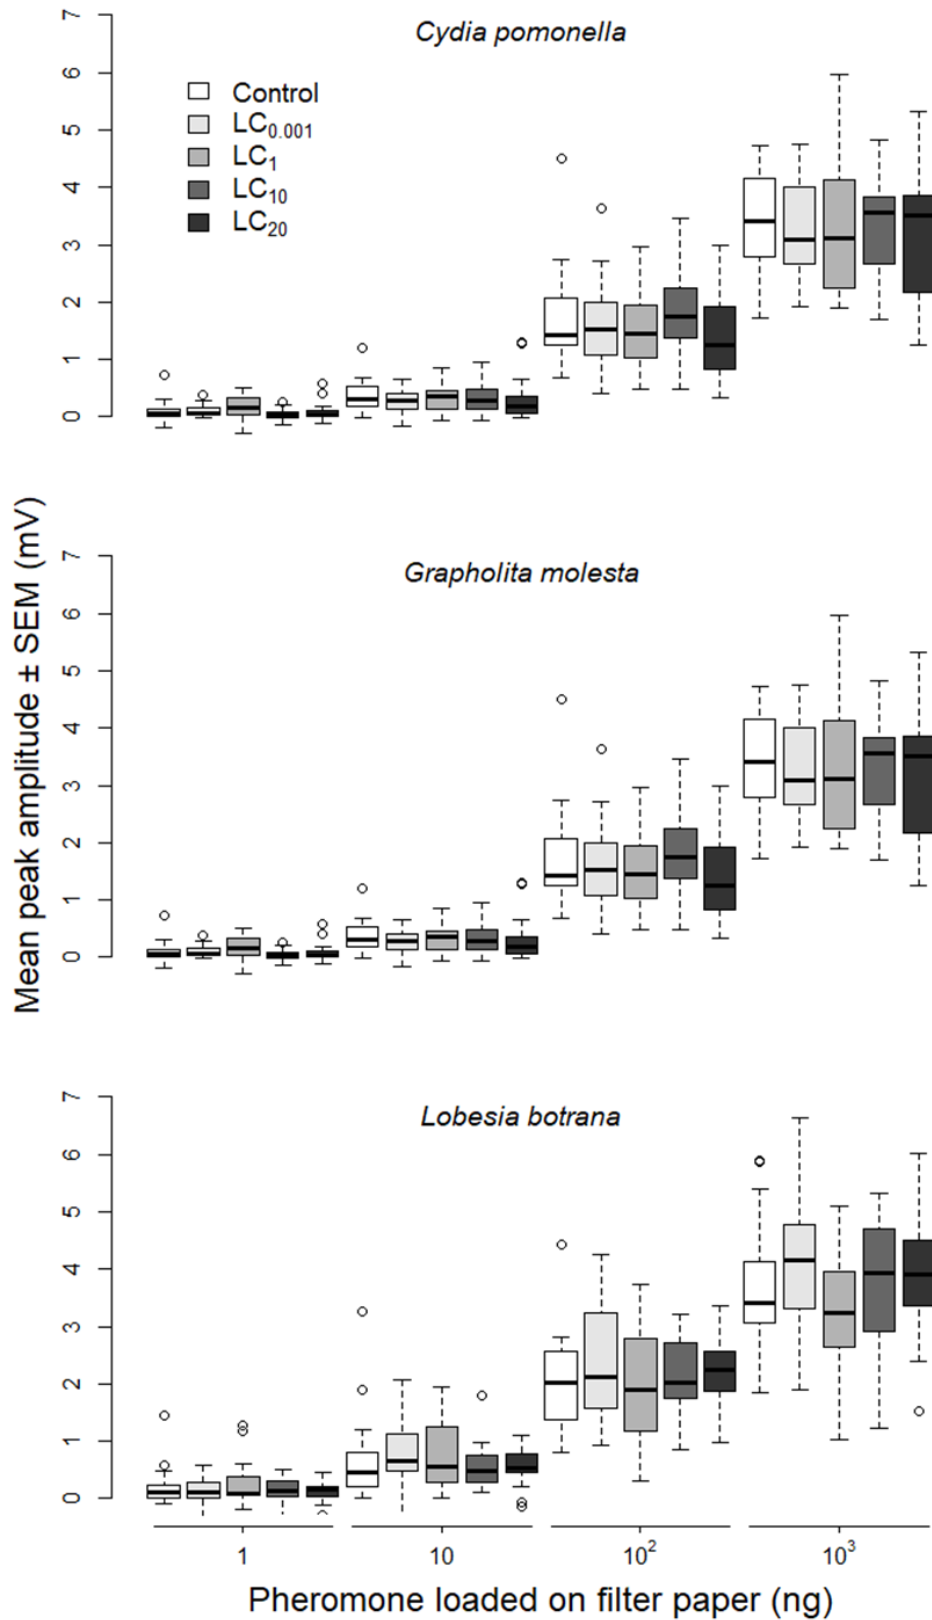 Cydia pomonella
Control
LC0.001
LC1
LC10
LC20
7
6
5
4
3
2
1
0
Mean peak amplitude ± SEM (mV)
Grapholita molesta
7
6
5
4
3
2
1
0
Lobesia botrana
7
6
5
4
3
2
1
0
1 10 10² 10³
Pheromone loaded on filter paper (ng)